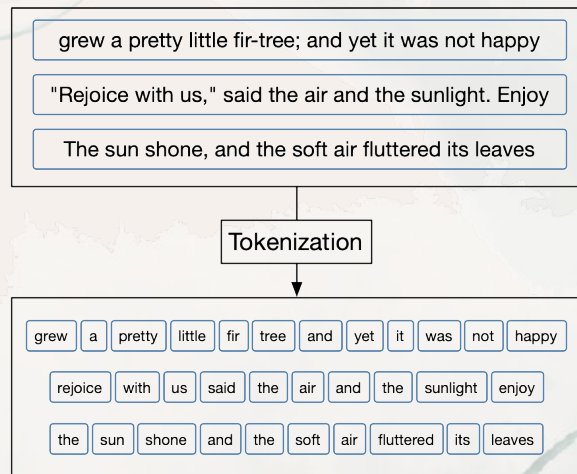 grew a pretty little fir-tree; and yet it was not happy
"Rejoice with us," said the air and the sunlight. Enjoy
The sun shone, and the soft air fluttered its leaves
Tokenization
grew a pretty little fir tree and yet it was not happy
rejoice with us said the air and the sunlight enjoy
the sun shone and the soft air fluttered its leaves